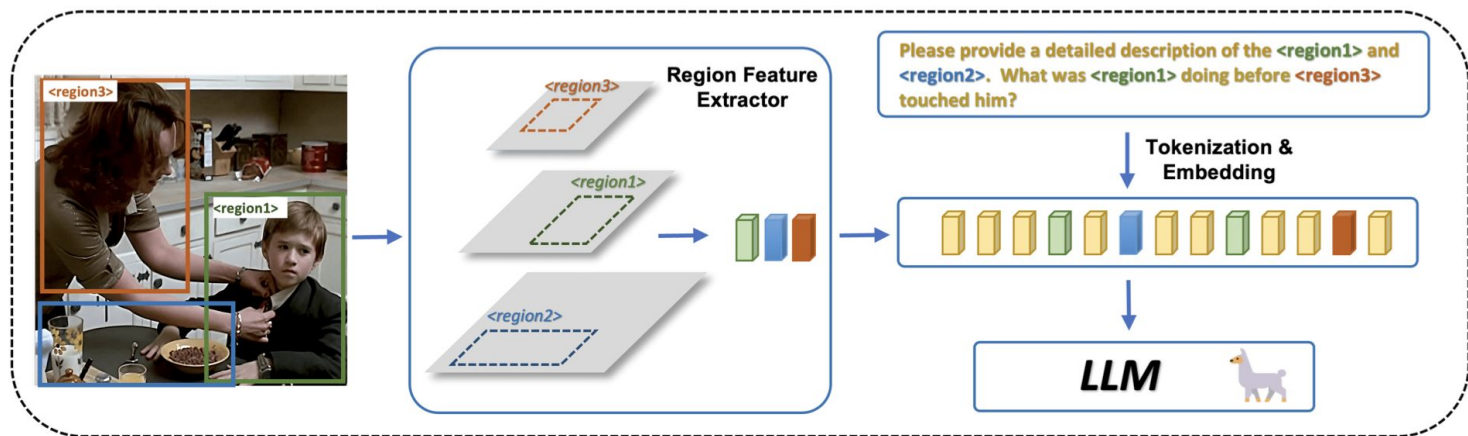 <region3>
<region1>
<region3>
<region1>
<region2>
Region Feature
Extractor
Please provide a detailed description of the <region1> and
<region2>. What was <region1> doing before <region3>
touched him?
Tokenization &
Embedding
LLM